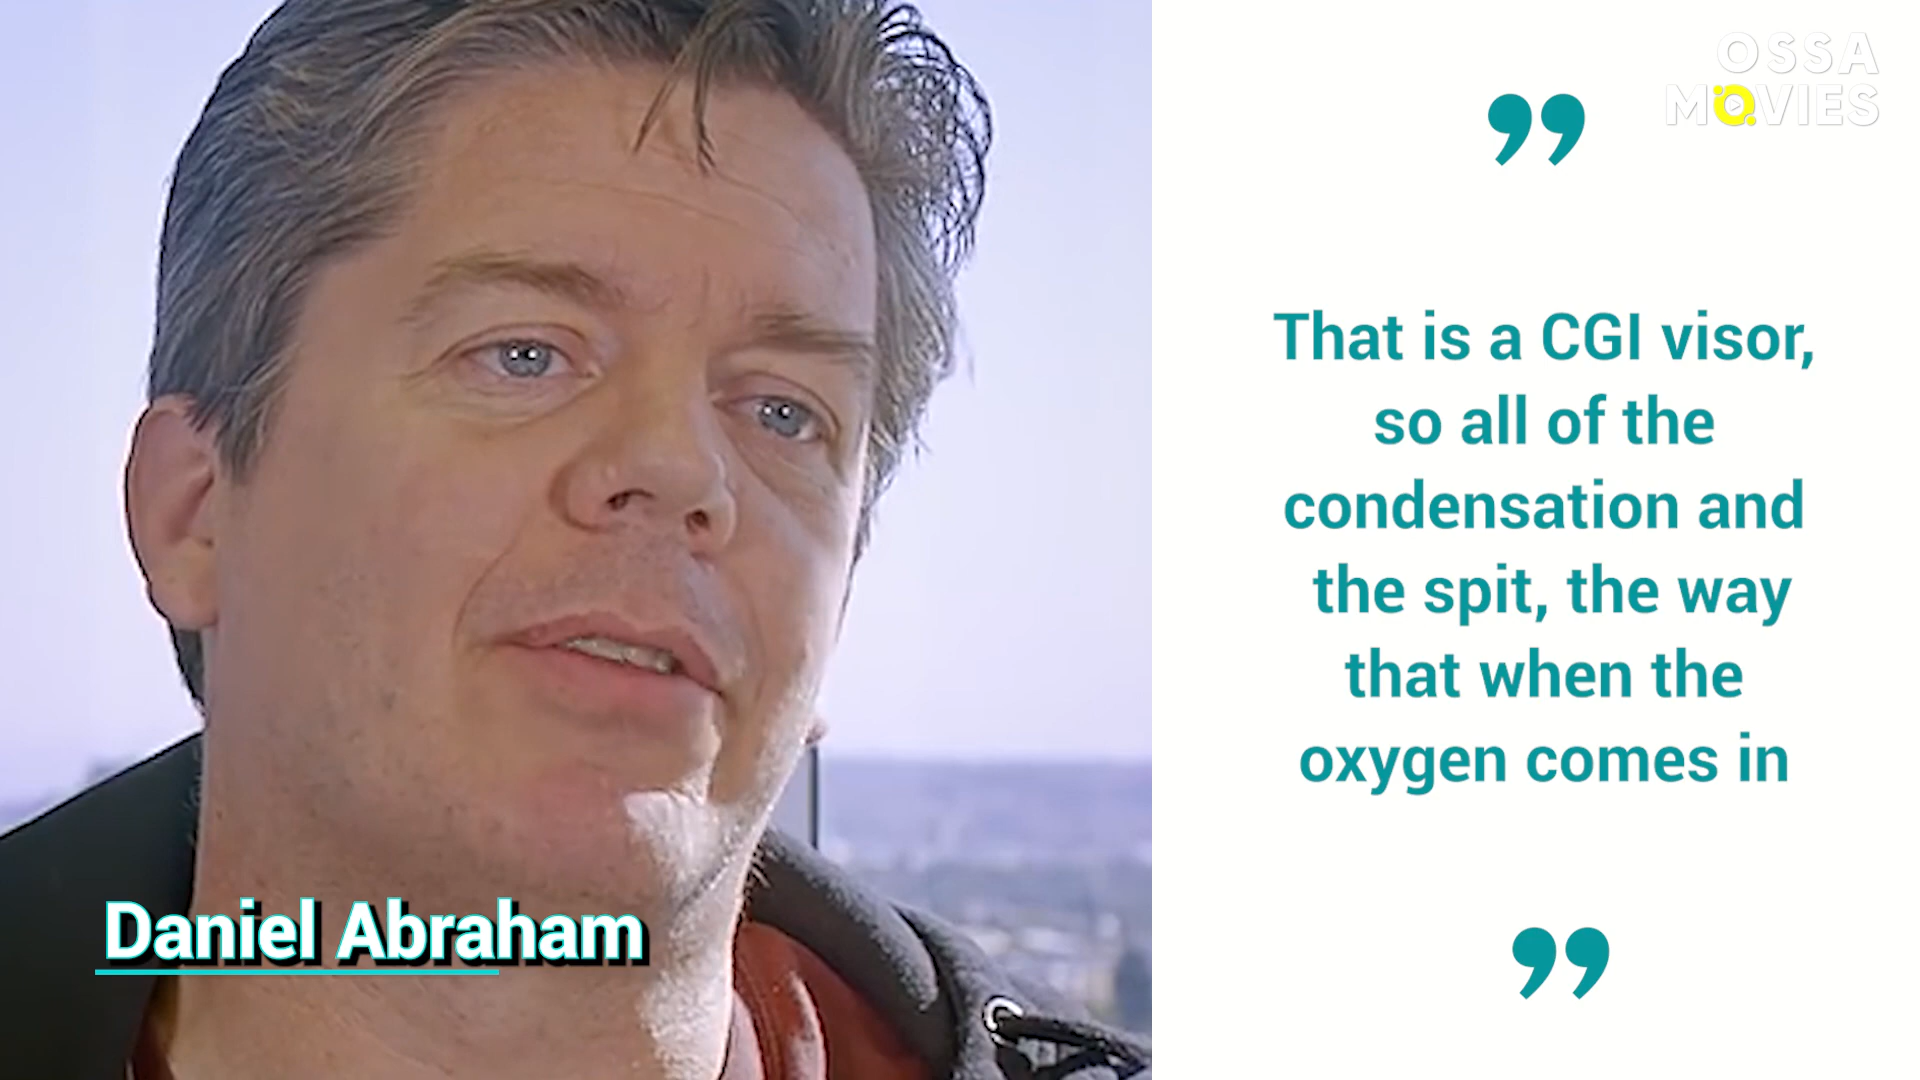 OSSA
MOVIES
”
That is a CGI visor,
so all of the
condensation and
the spit, the way
that when the
oxygen comes in
”
Daniel Abraham